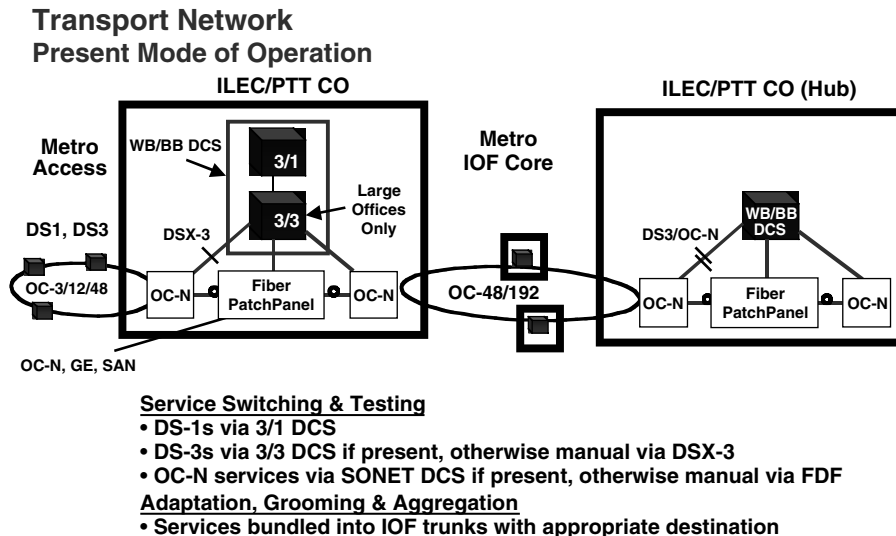 Transport Network
Present Mode of Operation
ILEC/PTT CO
ILEC/PTT CO (Hub)
Metro
Access
WB/BB DCS
3/1
3/3
Large
Offices
Only
Metro
IOF Core
DS1, DS3
DSX-3
DS3/OC-N
WB/BB
DCS
OC-3/12/48
OC-N
Fiber
PatchPanel
OC-N
OC-48/192
OC-N
Fiber
PatchPanel
OC-N
OC-N, GE, SAN
Service Switching & Testing
• DS-1s via 3/1 DCS
• DS-3s via 3/3 DCS if present, otherwise manual via DSX-3
• OC-N services via SONET DCS if present, otherwise manual via FDF
Adaptation, Grooming & Aggregation
• Services bundled into IOF trunks with appropriate destination